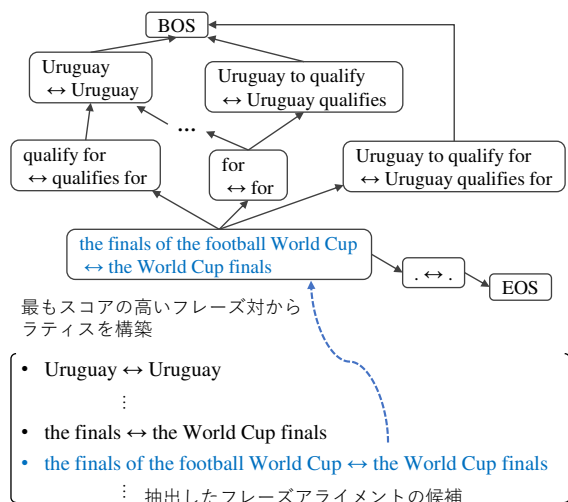 BOS
Uruguay
↔ Uruguay
Uruguay to qualify
↔ Uruguay qualifies
...
qualify for
↔ qualifies for
for
↔ for
Uruguay to qualify for
↔ Uruguay qualifies for
the finals of the football World Cup
↔ the World Cup finals
. ↔ .
EOS
最もスコアの高いフレーズ対から
ラティスを構築
• Uruguay ↔ Uruguay
⋮
• the finals ↔ the World Cup finals
• the finals of the football World Cup ↔ the World Cup finals
⋮ 抽出したフレーズアライメントの候補